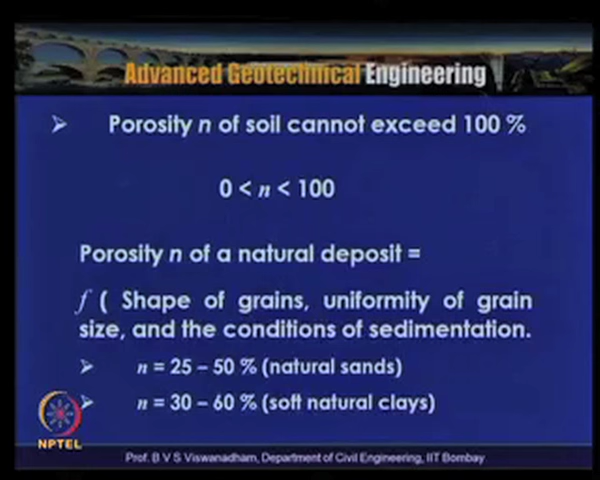 Advanced Geotechnical Engineering
➢ Porosity n of soil cannot exceed 100 %
0 < n < 100
Porosity n of a natural deposit =
f ( Shape of grains, uniformity of grain
size, and the conditions of sedimentation.
➢ n = 25 – 50 % (natural sands)
➢ n = 30 – 60 % (soft natural clays)
NPTEL
Prof. B V S Viswanadham, Department of Civil Engineering, IIT Bombay